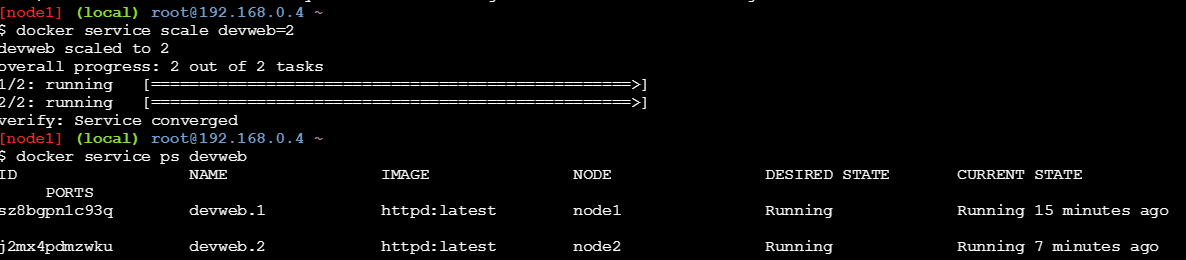 [node1] (local) root@192.168.0.4 ~
$ docker service scale devweb=2
devweb scaled to 2
overall progress: 2 out of 2 tasks
1/2: running   [==================================================>]
2/2: running   [==================================================>]
verify: Service converged
[node1] (local) root@192.168.0.4 ~
$ docker service ps devweb
ID                  NAME                IMAGE               NODE                DESIRED STATE       CURRENT STATE
     PORTS
sz8bgpn1c93q        devweb.1            httpd:latest        node1               Running             Running 15 minutes ago
j2mx4pdmzwku        devweb.2            httpd:latest        node2               Running             Running 7 minutes ago